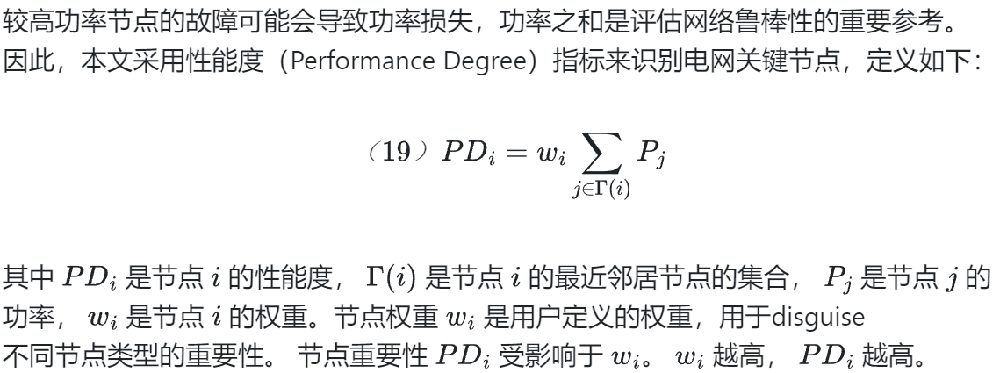 较高功率节点的故障可能会导致功率损失，功率之和是评估网络鲁棒性的重要参考。
因此，本文采用性能度（Performance Degree）指标来识别电网关键节点，定义如下：
（19）$PD_i = w_i \sum_{j \in \Gamma(i)} P_j$
其中 $PD_i$ 是节点 $i$ 的性能度， $\Gamma(i)$ 是节点 $i$ 的最近邻居节点的集合， $P_j$ 是节点 $j$ 的
功率， $w_i$ 是节点 $i$ 的权重。节点权重 $w_i$ 是用户定义的权重，用于disguise
不同节点类型的重要性。 节点重要性 $PD_i$ 受影响于 $w_i$。 $w_i$ 越高， $PD_i$ 越高。